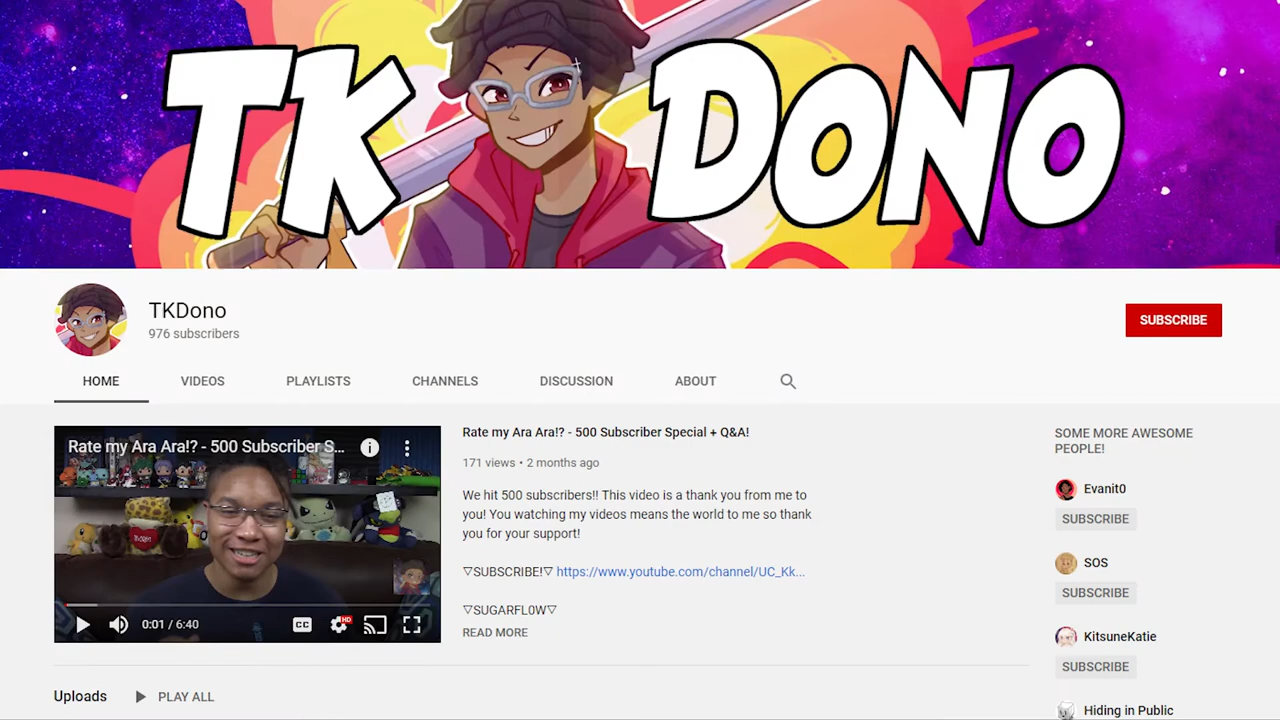 TK DONO
TKDono
976 subscribers
SUBSCRIBE
HOME
VIDEOS
PLAYLISTS
CHANNELS
DISCUSSION
ABOUT
Rate my Ara Ara!? - 500 Subscriber S...
0:01 / 6:40
CC
HD
Rate my Ara Ara!? - 500 Subscriber Special + Q&A!
171 views • 2 months ago
We hit 500 subscribers!! This video is a thank you from me to
you! You watching my videos means the world to me so thank
you for your support!
▽SUBSCRIBE!▽ https://www.youtube.com/channel/UC_Kk...
▽SUGARFL0W▽
READ MORE
SOME MORE AWESOME
PEOPLE!
Evanit0
SUBSCRIBE
SOS
SUBSCRIBE
KitsuneKatie
SUBSCRIBE
Hiding in Public
Uploads
PLAY ALL